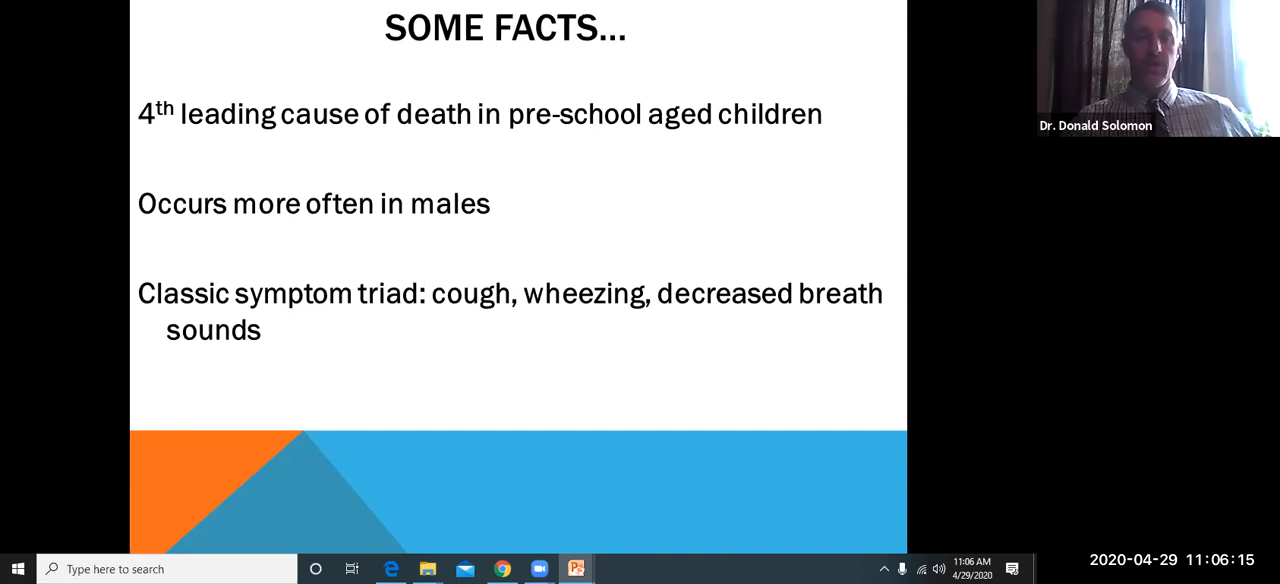 SOME FACTS...
4th leading cause of death in pre-school aged children
Occurs more often in males
Classic symptom triad: cough, wheezing, decreased breath
sounds
Dr. Donald Solomon
Type here to search
11:06 AM
4/29/2020
2020-04-29 11:06:15